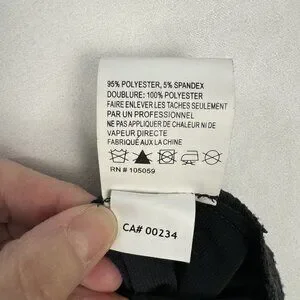 95% POLYESTER, 5% SPANDEX
DOUBLURE: 100% POLYESTER
FAIRE ENLEVER LES TACHES SEULEMENT
PAR UN PROFESSIONNEL
NE PAS APPLIQUER DE CHALEUR NI DE
VAPEUR DIRECTE
FABRIQUÉ AUX LA CHINE
RN # 105059
CA# 00234